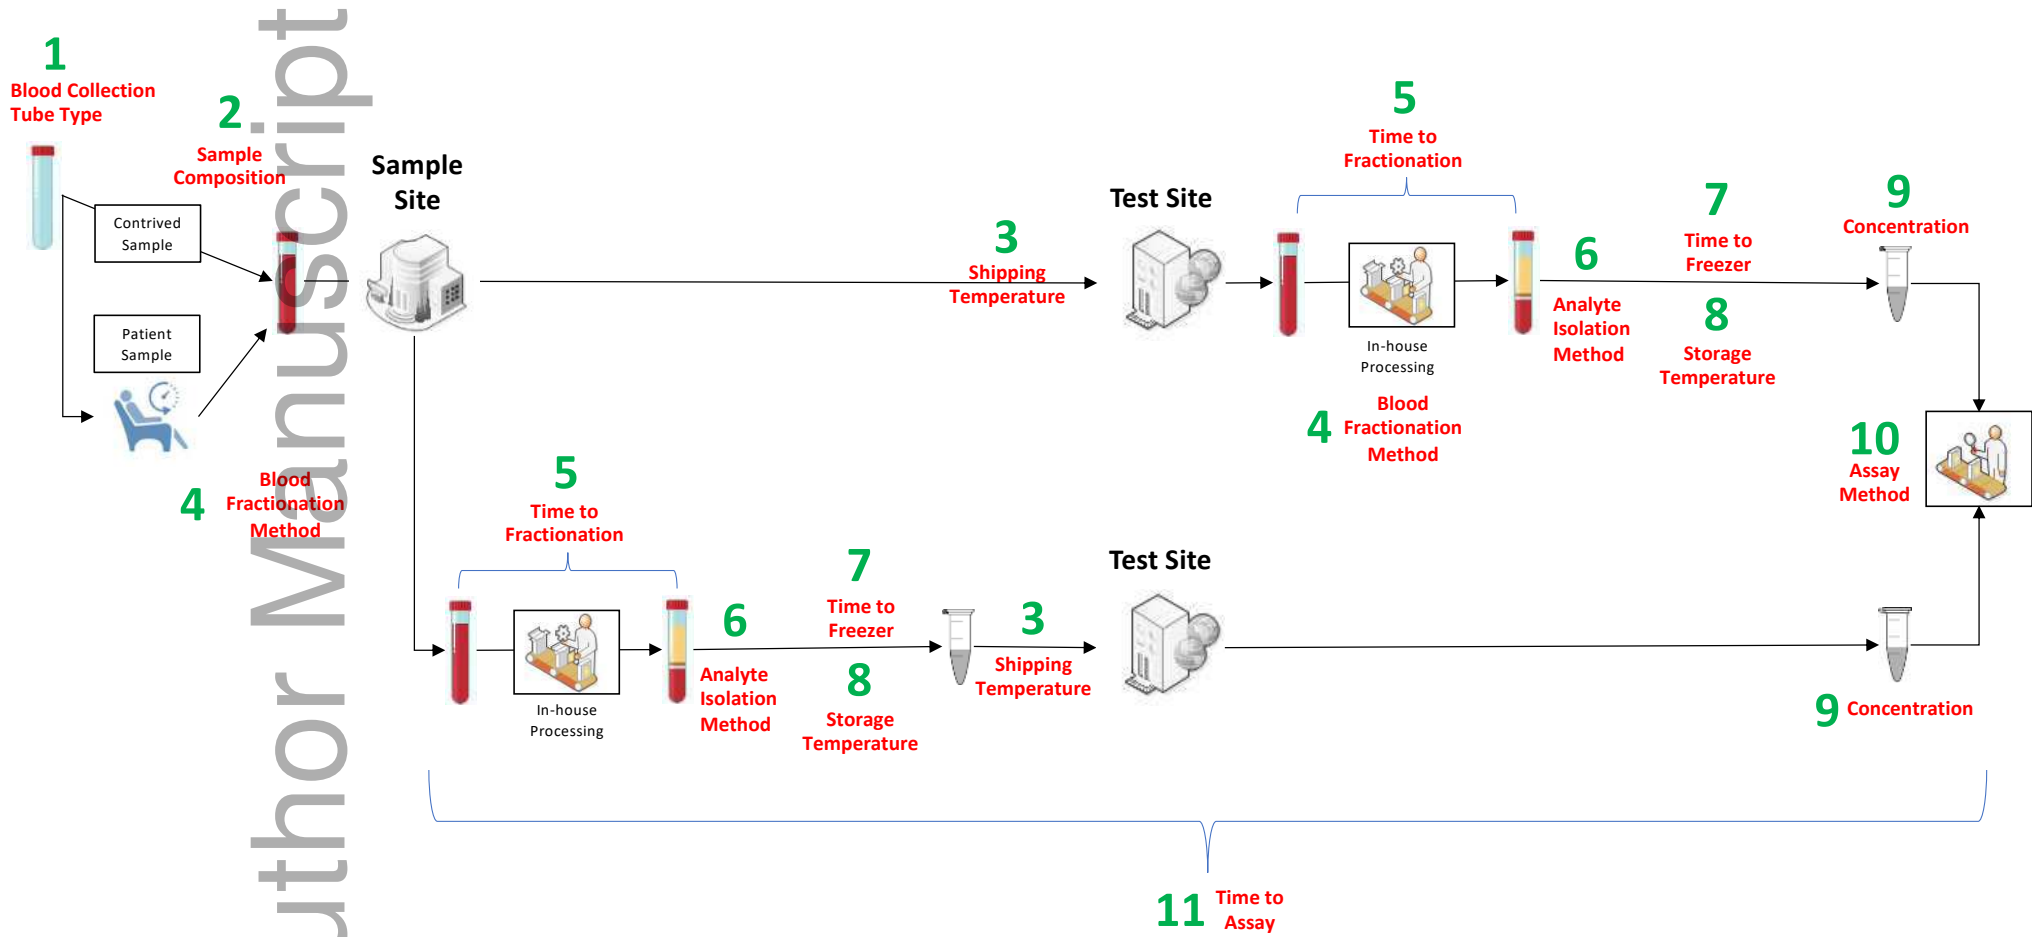 1
Blood Collection
Tube Type
2
Sample
Composition
Contrived
Sample
Patient
Sample
Sample
Site
3
Shipping
Temperature
Test Site
5
Time to
Fractionation
In-house
Processing
4
Blood
Fractionation
Method
6
Analyte
Isolation
Method
7
Time to
Freezer
8
Storage
Temperature
9
Concentration
10
Assay
Method
4
Blood
Fractionation
Method
5
Time to
Fractionation
In-house
Processing
6
Analyte
Isolation
Method
7
Time to
Freezer
8
Storage
Temperature
3
Shipping
Temperature
Test Site
9
Concentration
11
Time to
Assay
uthor Manuscript